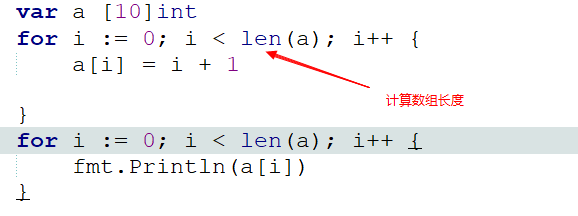 var a [10]int
for i := 0; i < len(a); i++ {
a[i] = i + 1
计算数组长度
}
for i := 0; i < len(a); i++ {
fmt.Println(a[i])
}